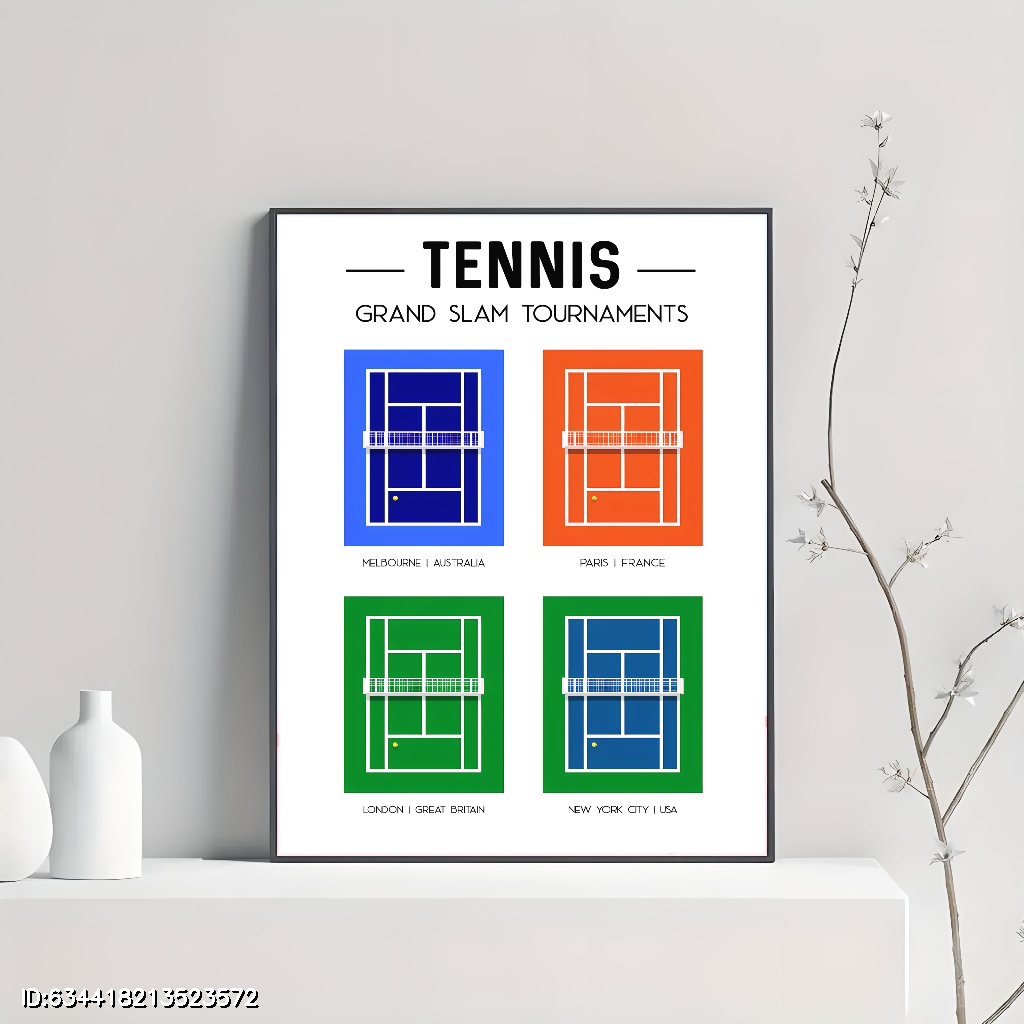 TENNIS
GRAND SLAM TOURNAMENTS
MELBOURNE | AUSTRALIA
PARIS | FRANCE
LONDON | GREAT BRITAIN
NEW YORK CITY | USA
ID:634418213523572